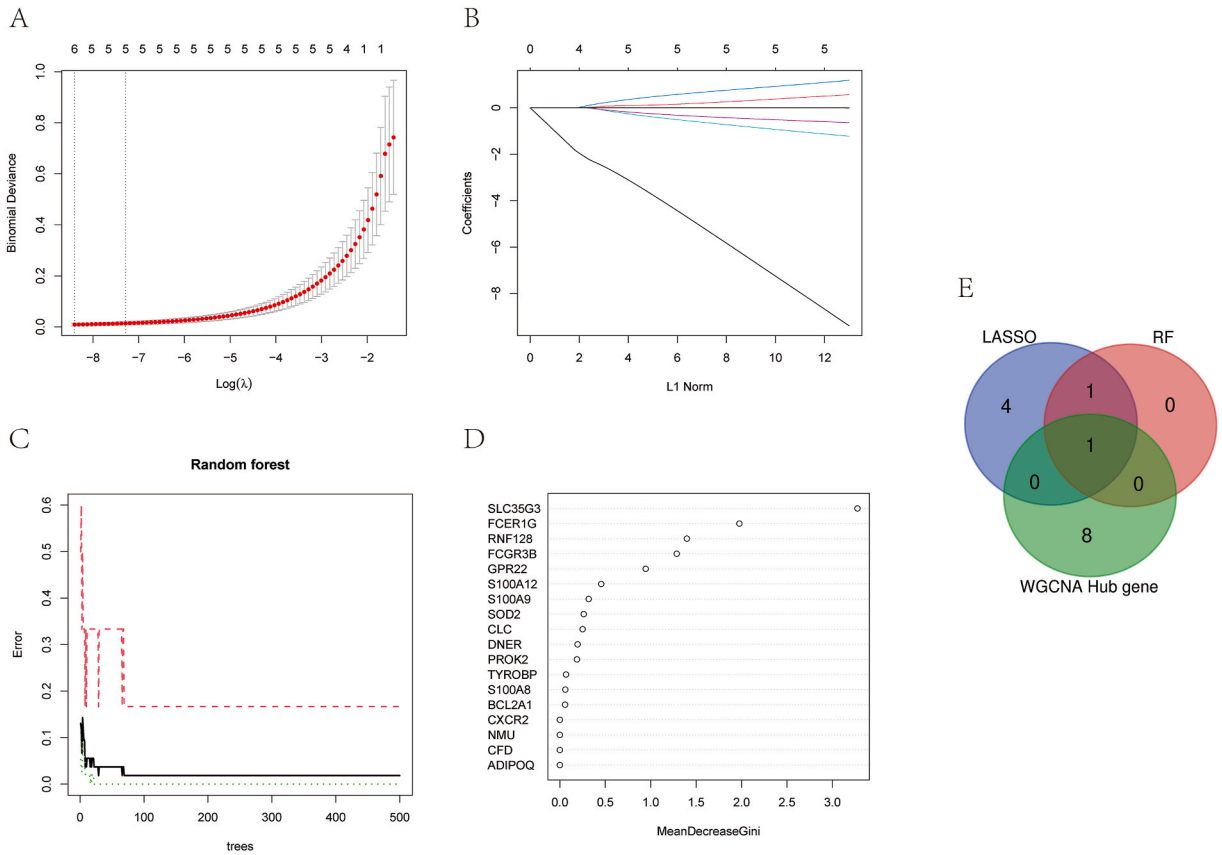 A
6 5 5 5 5 5 5 5 5 5 5 5 5 5 5 4 1 1
Binomial Deviance
1.0
0.8
0.6
0.4
0.2
0.0
−8 −7 −6 −5 −4 −3 −2
Log(λ)
B
0 4 5 5 5 5 5
Coefficients
0
−2
−4
−6
−8
0 2 4 6 8 10 12
L1 Norm
C
Random forest
Error
0.6
0.5
0.4
0.3
0.2
0.1
0.0
0 100 200 300 400 500
trees
D
SLC35G3
FCER1G
RNF128
FCGR3B
GPR22
S100A12
S100A9
SOD2
CLC
DNER
PROK2
TYROBP
S100A8
BCL2A1
CXCR2
NMU
CFD
ADIPOQ
0.0 0.5 1.0 1.5 2.0 2.5 3.0
MeanDecreaseGini
E
LASSO RF
4 1 0
1
0 0
8
WGCNA Hub gene